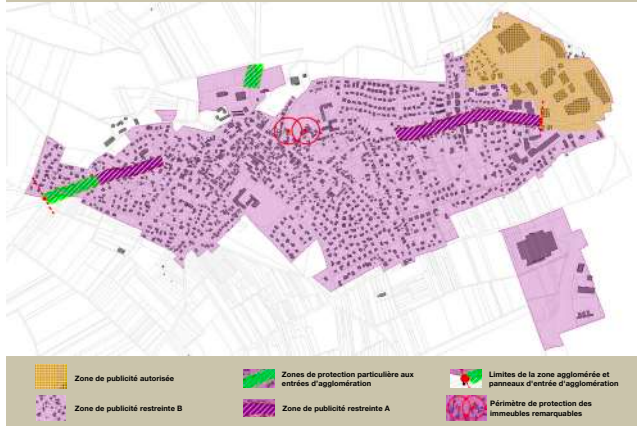 Zone de publicité autorisée
Zones de protection particulière aux
entrées d'agglomération
Limites de la zone agglomérée et
panneaux d'entrée d'agglomération
Zone de publicité restreinte B
Zone de publicité restreinte A
Périmètre de protection des
immeubles remarquables